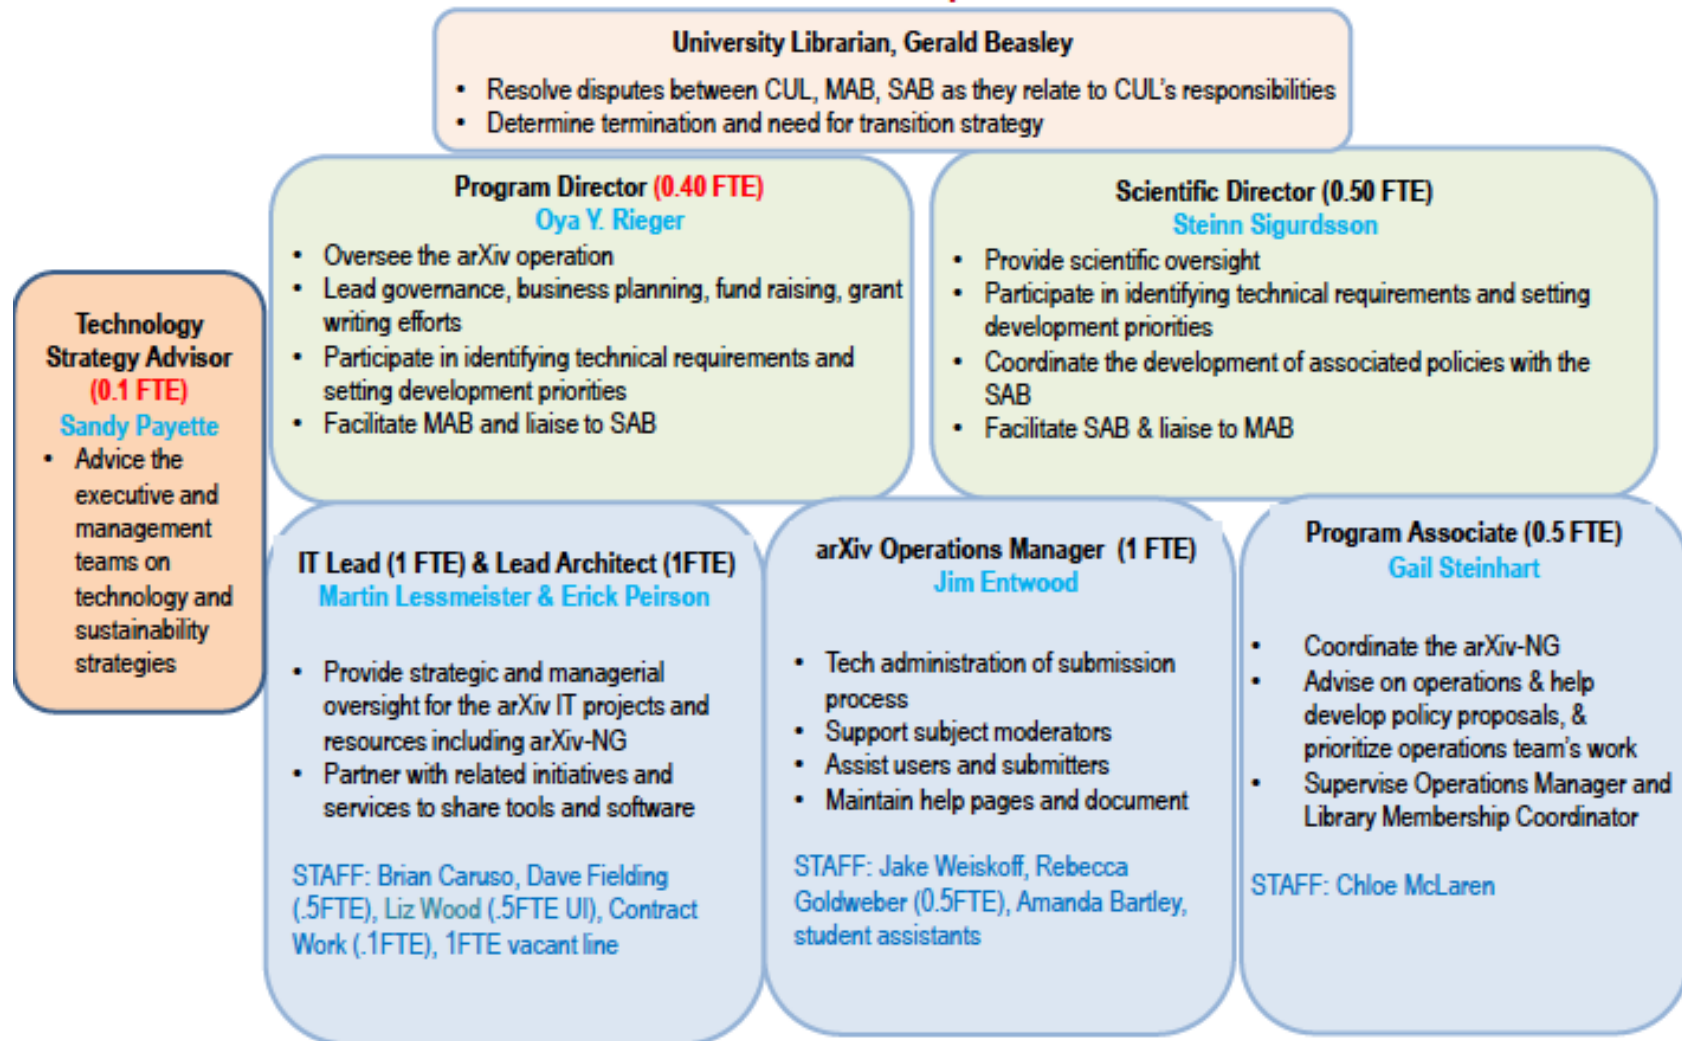 University Librarian, Gerald Beasley
• Resolve disputes between CUL, MAB, SAB as they relate to CUL's responsibilities
• Determine termination and need for transition strategy
Program Director (0.40 FTE)
Oya Y. Rieger
• Oversee the arXiv operation
• Lead governance, business planning, fund raising, grant
writing efforts
• Participate in identifying technical requirements and
setting development priorities
• Facilitate MAB and liaise to SAB
Scientific Director (0.50 FTE)
Steinn Sigurdsson
• Provide scientific oversight
• Participate in identifying technical requirements and setting
development priorities
• Coordinate the development of associated policies with the
SAB
• Facilitate SAB & liaise to MAB
Technology
Strategy Advisor
(0.1 FTE)
Sandy Payette
• Advice the
executive and
management
teams on
technology and
sustainability
strategies
IT Lead (1 FTE) & Lead Architect (1FTE)
Martin Lessmeister & Erick Peirson
• Provide strategic and managerial
oversight for the arXiv IT projects and
resources including arXiv-NG
• Partner with related initiatives and
services to share tools and software
STAFF: Brian Caruso, Dave Fielding
(.5FTE), Liz Wood (.5FTE UI), Contract
Work (.1FTE), 1FTE vacant line
arXiv Operations Manager (1 FTE)
Jim Entwood
• Tech administration of submission
process
• Support subject moderators
• Assist users and submitters
• Maintain help pages and document
STAFF: Jake Weiskoff, Rebecca
Goldweber (0.5FTE), Amanda Bartley,
student assistants
Program Associate (0.5 FTE)
Gail Steinhart
• Coordinate the arXiv-NG
• Advise on operations & help
develop policy proposals, &
prioritize operations team's work
• Supervise Operations Manager and
Library Membership Coordinator
STAFF: Chloe McLaren